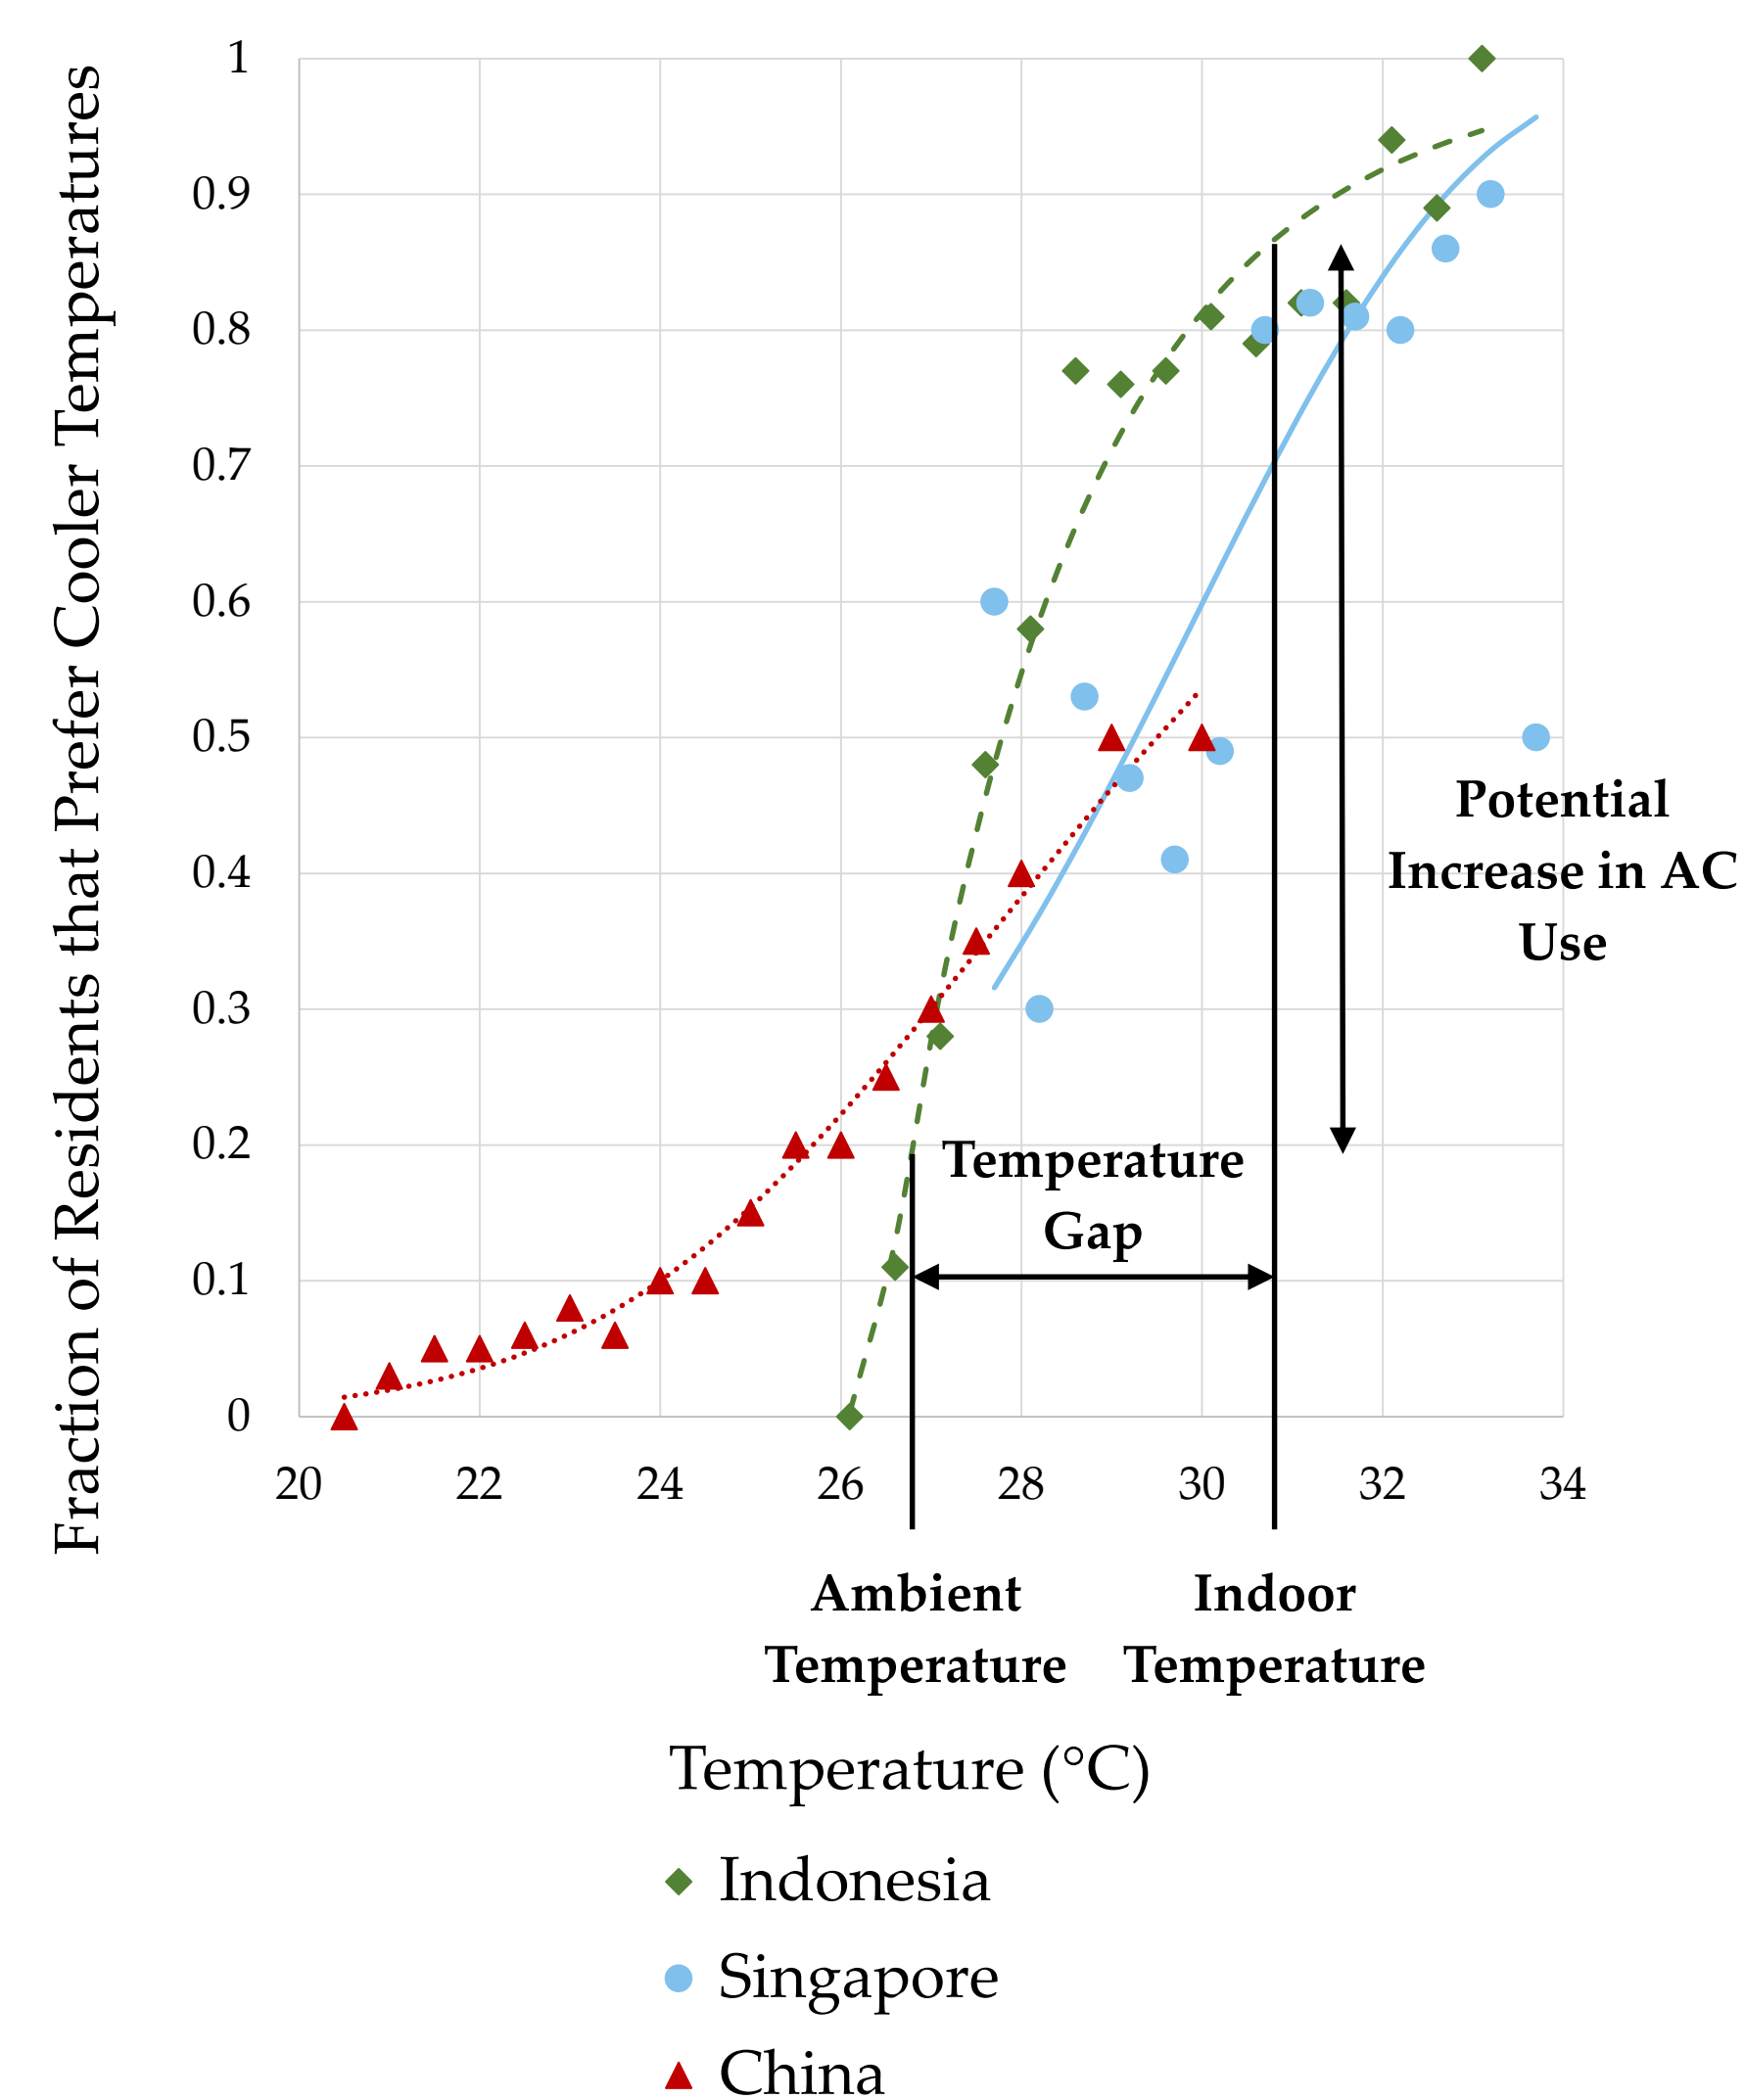 Fraction of Residents that Prefer Cooler Temperatures
1
0.9
0.8
0.7
0.6
0.5
0.4
0.3
0.2
0.1
0
20 22 24 26 28 30 32 34
Potential
Increase in AC
Use
Temperature
Gap
Ambient
Temperature
Indoor
Temperature
Temperature (°C)
Indonesia
Singapore
China